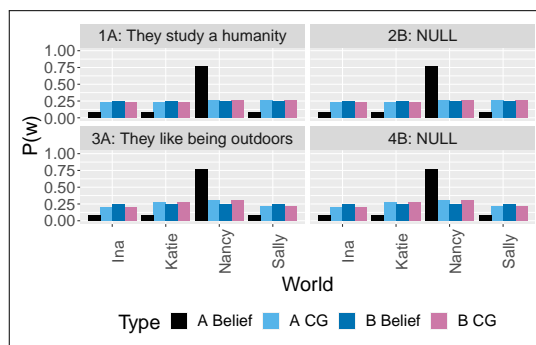 1A: They study a humanity
2B: NULL
1.00
0.75
0.50
0.25
0.00
3A: They like being outdoors
4B: NULL
1.00
0.75
0.50
0.25
0.00
P(w)
Ina
Katie
Nancy
Sally
Ina
Katie
Nancy
Sally
World
Type A Belief A CG B Belief B CG